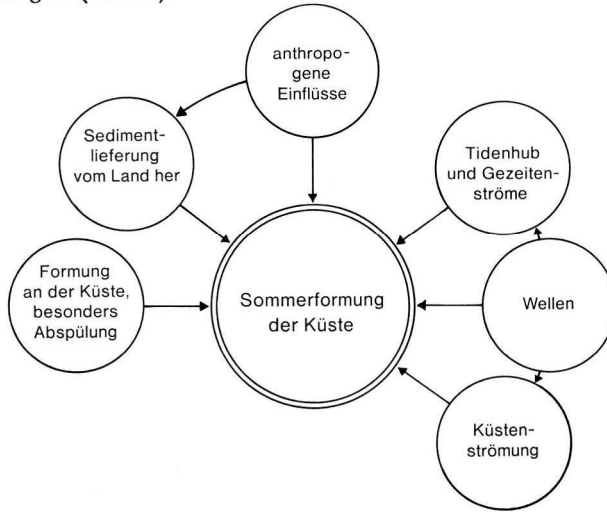 anthropo-
gene
Einflüsse
Sediment-
lieferung
vom Land her
Tidenhub
und Gezeiten-
ströme
Formung
an der Küste,
besonders
Abspülung
Sommerformung
der Küste
Wellen
Küsten-
strömung